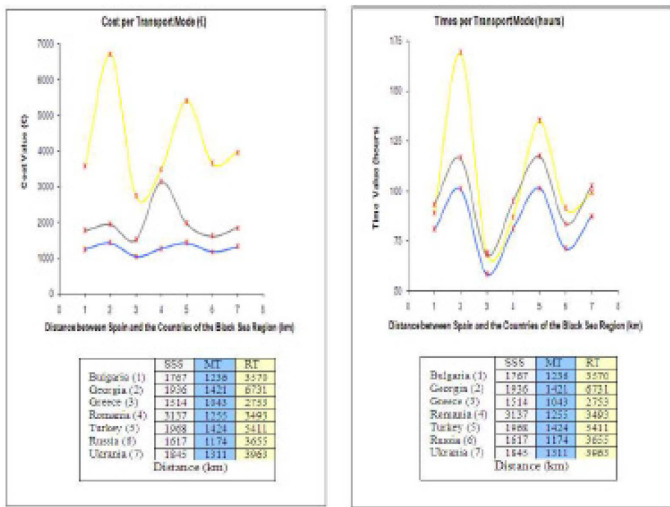 Cost per Transport Mode (€)
7000
6000
5000
4000
3000
2000
1000
0
Cost Value (€)
0 1 2 3 4 5 6 7 8
Distance between Spain and the Countries of the Black Sea Region (km)
SSS MT RT
Bulgaria (1) 1767 1236 3570
Georgia (2) 1936 1421 6731
Greece (3) 1514 1043 2753
Romania (4) 3137 1255 3493
Turkey (5) 1968 1424 5411
Russia (6) 1617 1174 3655
Ukrania (7) 1845 1311 3963
Distance (km)
Times per Transport Mode (hours)
175
150
125
100
75
50
Time Value (hours)
0 1 2 3 4 5 6 7 8
Distance between Spain and the Countries of the Black Sea Region (km)
SSS MT RT
Bulgaria (1) 1767 1236 3570
Georgia (2) 1936 1421 6731
Greece (3) 1514 1043 2753
Romania (4) 3137 1255 3493
Turkey (5) 1968 1424 5411
Russia (6) 1617 1174 3655
Ukrania (7) 1845 1311 3963
Distance (km)